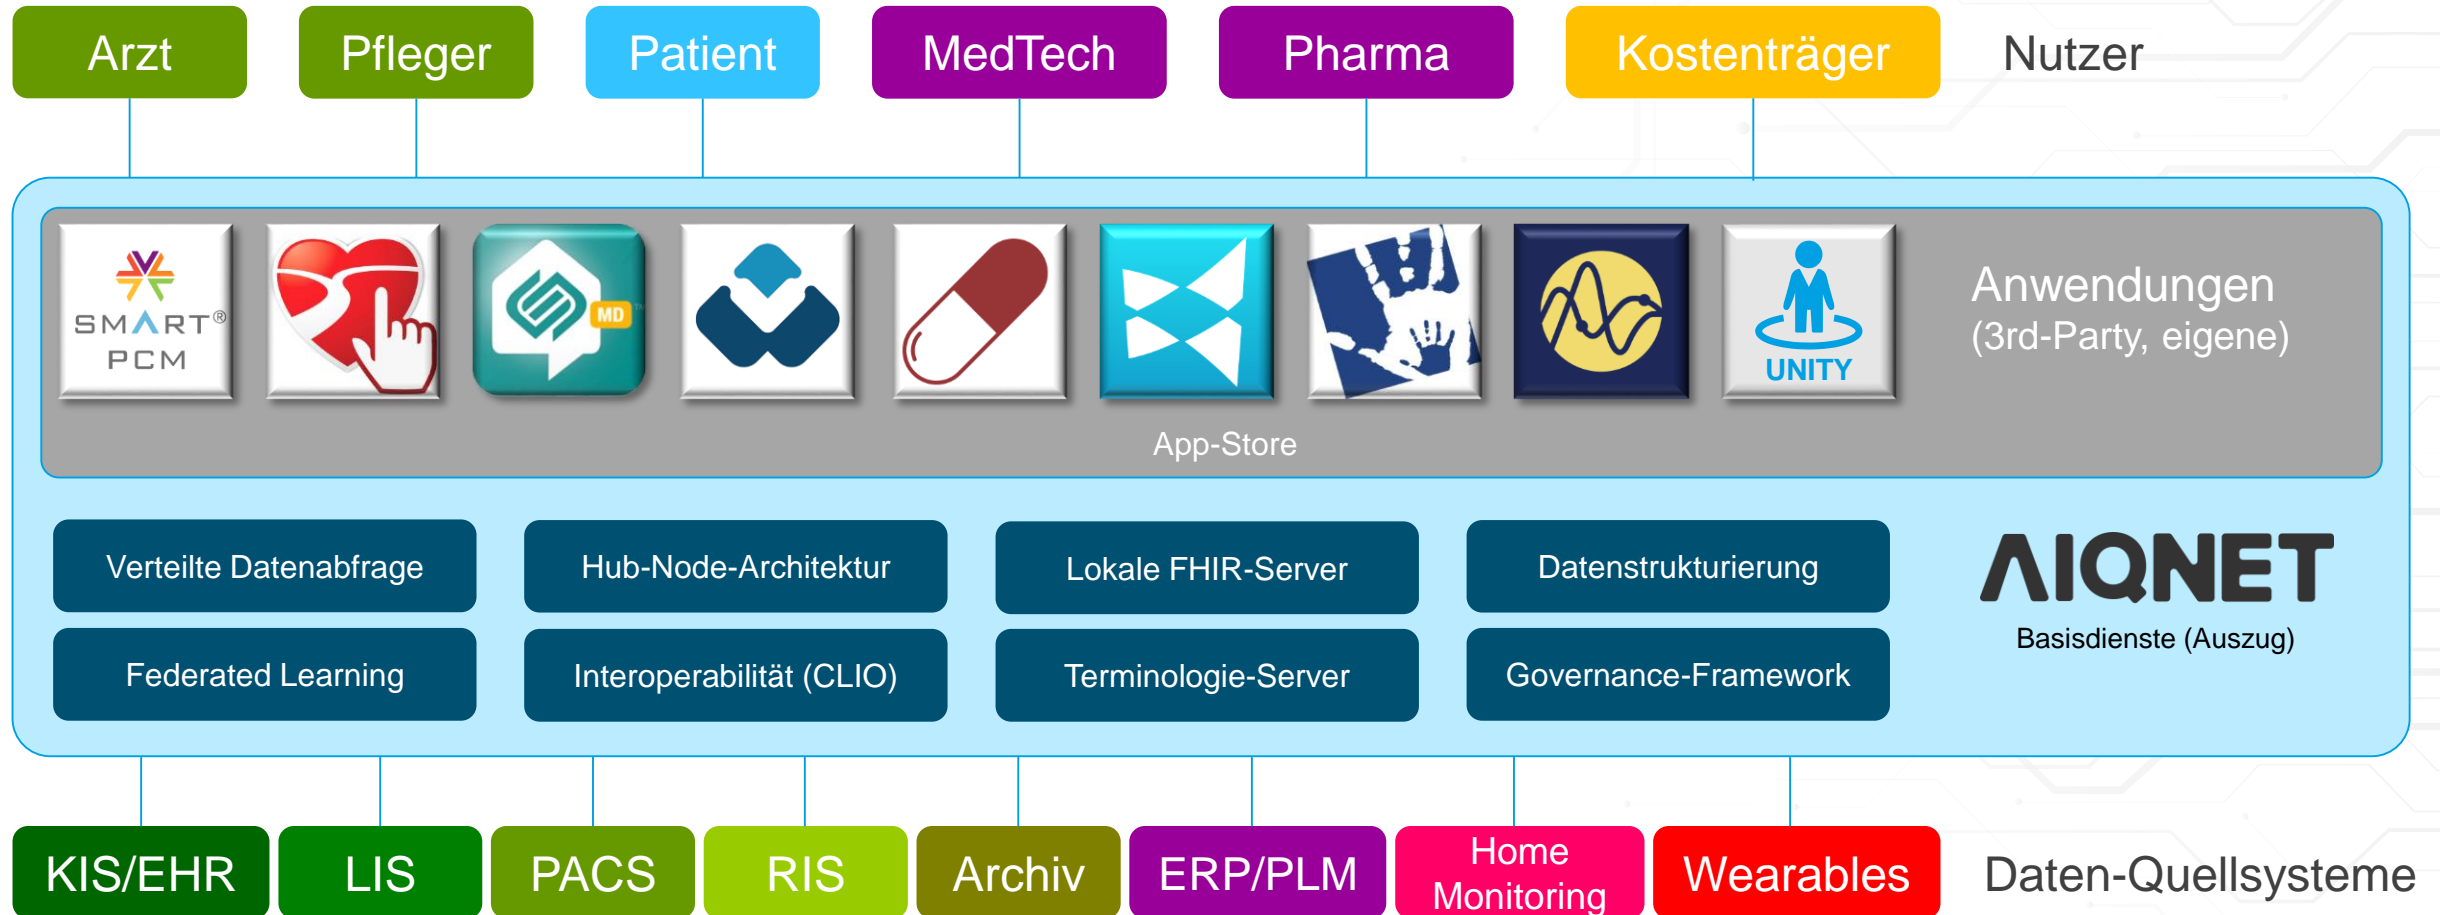 Arzt
Pfleger
Patient
MedTech
Pharma
Kostenträger
Nutzer
SMART®
PCM
MD
TM
UNITY
Anwendungen
(3rd-Party, eigene)
App-Store
Verteilte Datenabfrage
Hub-Node-Architektur
Lokale FHIR-Server
Datenstrukturierung
AIQNET
Basisdienste (Auszug)
Federated Learning
Interoperabilität (CLIO)
Terminologie-Server
Governance-Framework
KIS/EHR
LIS
PACS
RIS
Archiv
ERP/PLM
Home
Monitoring
Wearables
Daten-Quellsysteme